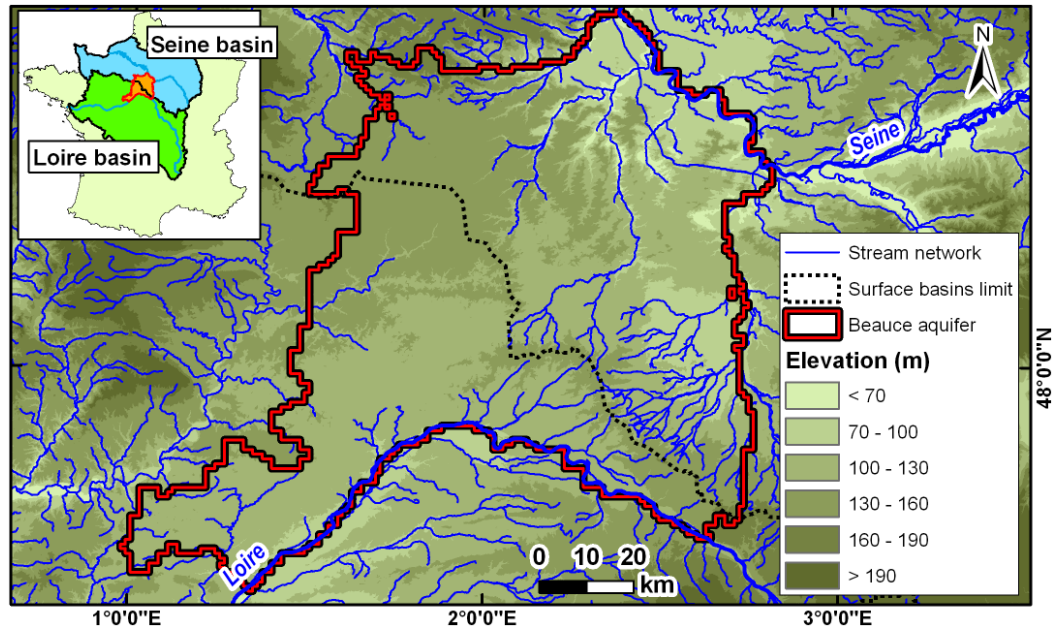 Seine basin
Loire basin
N
Seine
Stream network
Surface basins limit
Beauce aquifer
Elevation (m)
< 70
70 - 100
100 - 130
130 - 160
160 - 190
> 190
48°0'0"N
Loire
0 10 20
km
1°0'0"E 2°0'0"E 3°0'0"E